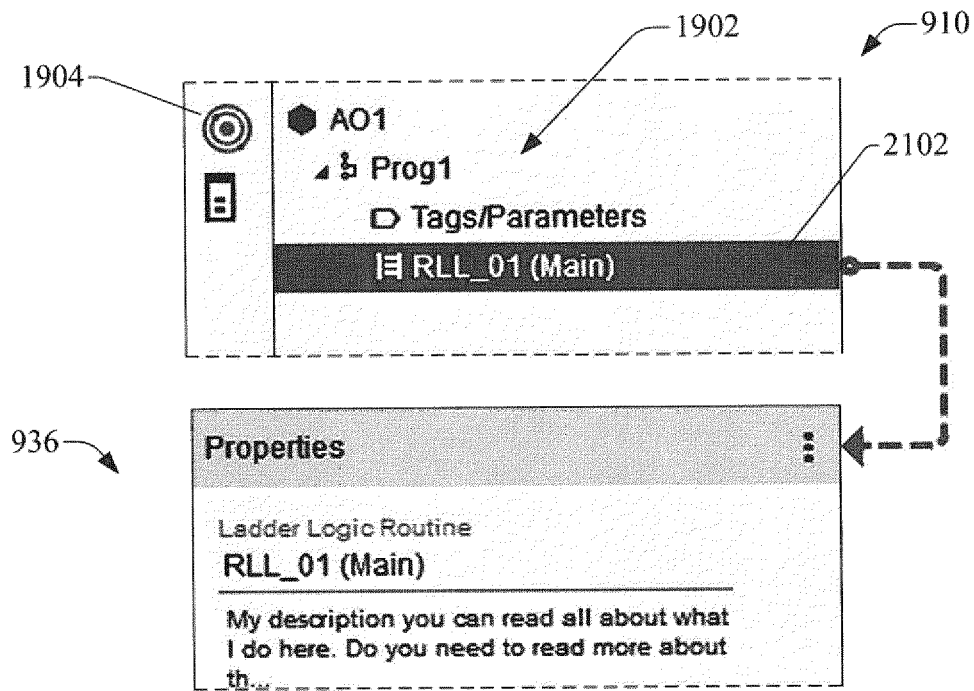 1902
910
1904
AO1
Prog1
2102
Tags/Parameters
RLL_01 (Main)
936
Properties
Ladder Logic Routine
RLL_01 (Main)
My description you can read all about what
I do here. Do you need to read more about
th...